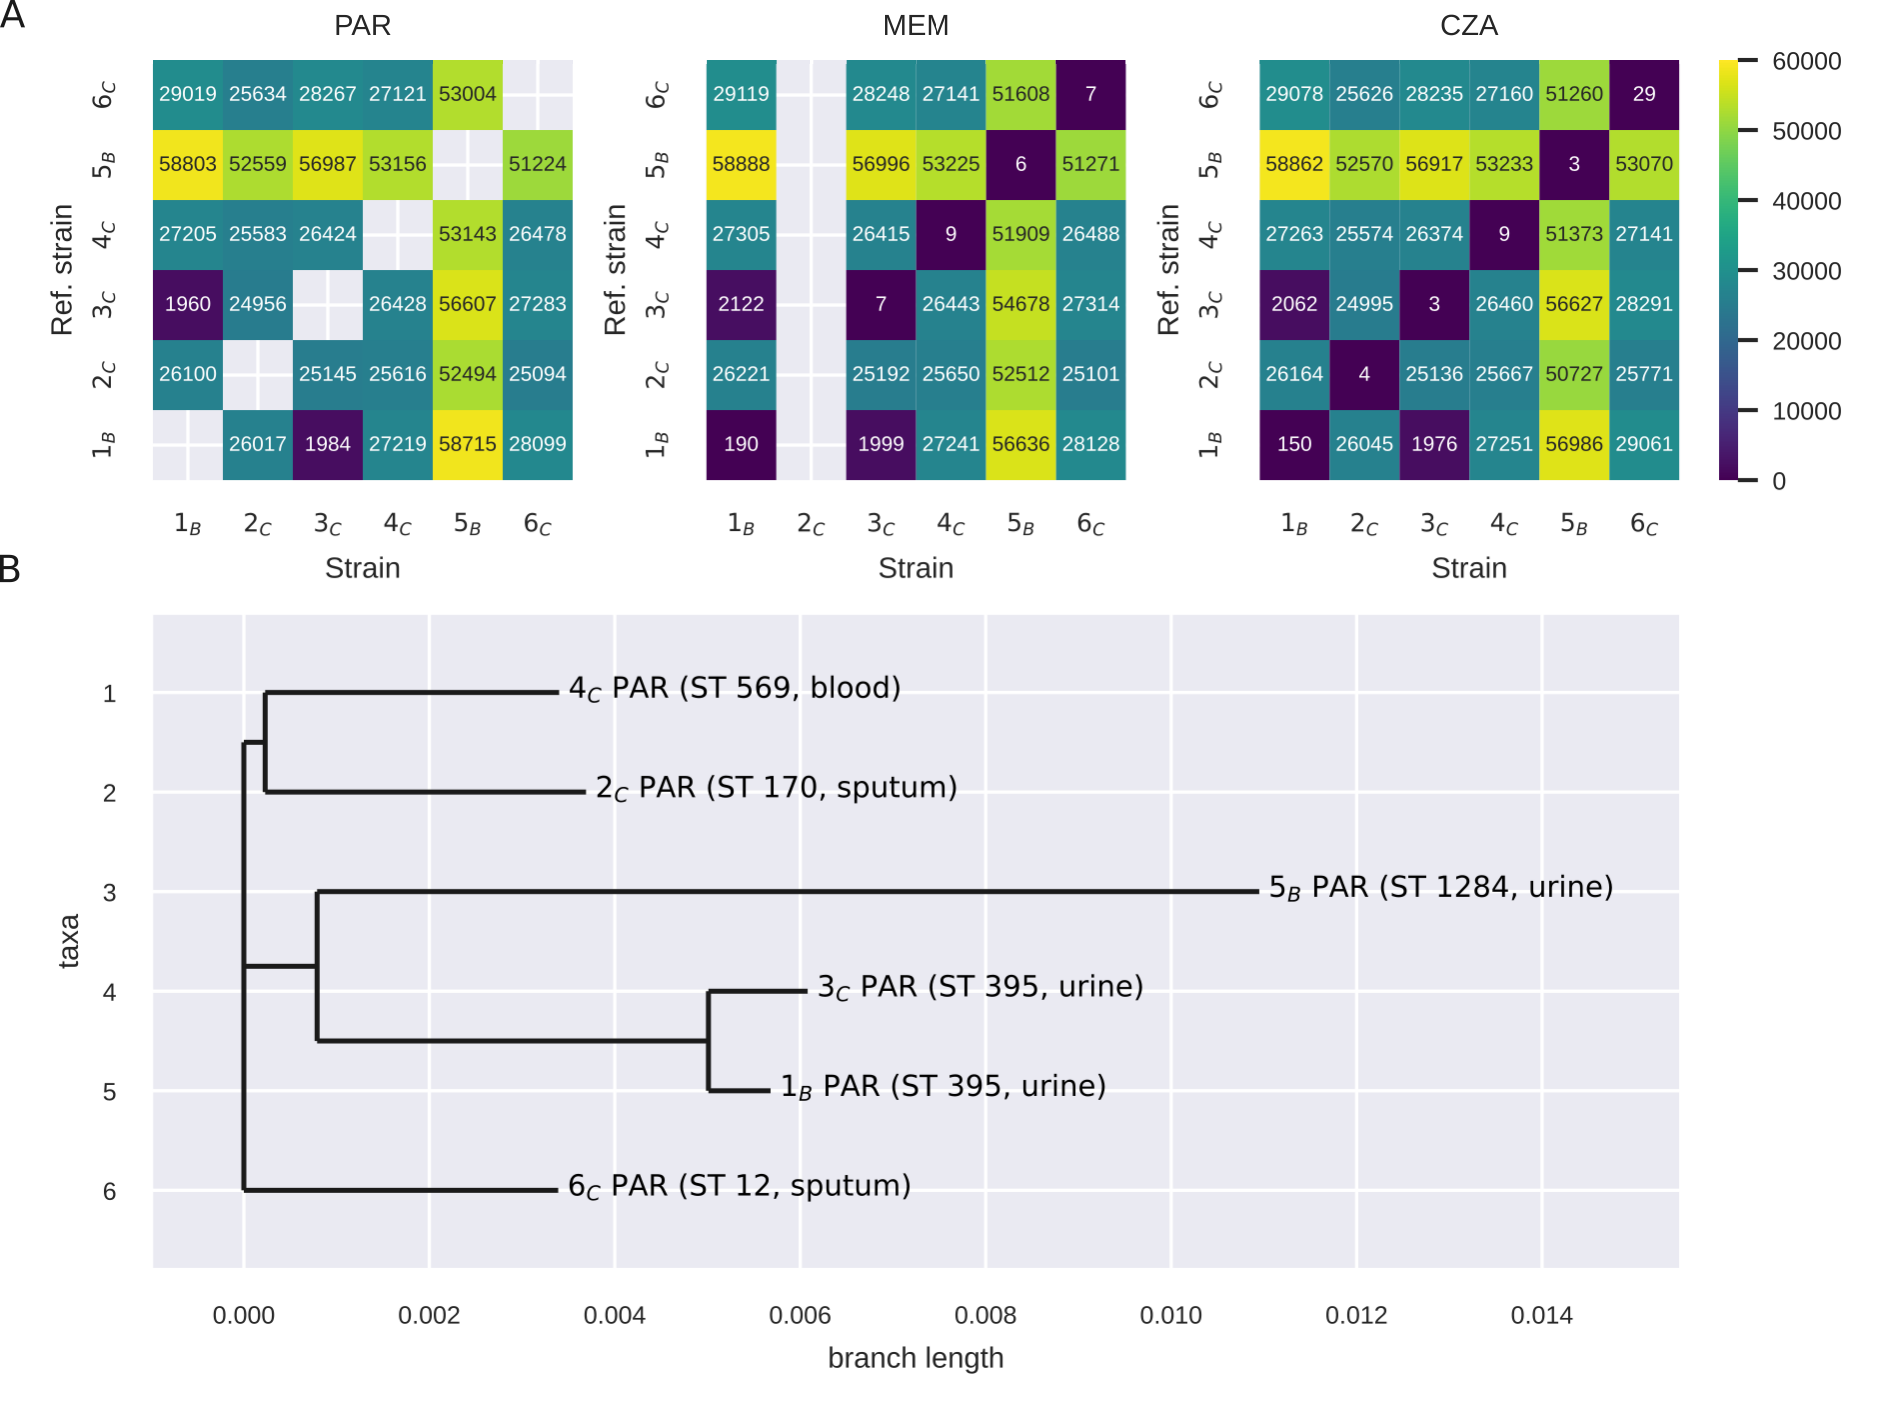 A
PAR MEM CZA
6C 29019 25634 28267 27121 53004
5B 58803 52559 56987 53156 51224
4C 27205 25583 26424 53143 26478
3C 1960 24956 26428 56607 27283
2C 26100 25145 25616 52494 25094
1B 26017 1984 27219 58715 28099
1B 2C 3C 4C 5B 6C
Strain
Ref. strain
6C 29119 28248 27141 51608 7
5B 58888 56996 53225 6 51271
4C 27305 26415 9 51909 26488
3C 2122 7 26443 54678 27314
2C 26221 25192 25650 52512 25101
1B 190 1999 27241 56636 28128
1B 2C 3C 4C 5B 6C
Strain
Ref. strain
6C 29078 25626 28235 27160 51260 29
5B 58862 52570 56917 53233 3 53070
4C 27263 25574 26374 9 51373 27141
3C 2062 24995 3 26460 56627 28291
2C 26164 4 25136 25667 50727 25771
1B 150 26045 1976 27251 56986 29061
1B 2C 3C 4C 5B 6C
Strain
Ref. strain
60000
50000
40000
30000
20000
10000
0
B
1 4C PAR (ST 569, blood)
2 2C PAR (ST 170, sputum)
3 5B PAR (ST 1284, urine)
4 3C PAR (ST 395, urine)
5 1B PAR (ST 395, urine)
6 6C PAR (ST 12, sputum)
taxa
0.000 0.002 0.004 0.006 0.008 0.010 0.012 0.014
branch length